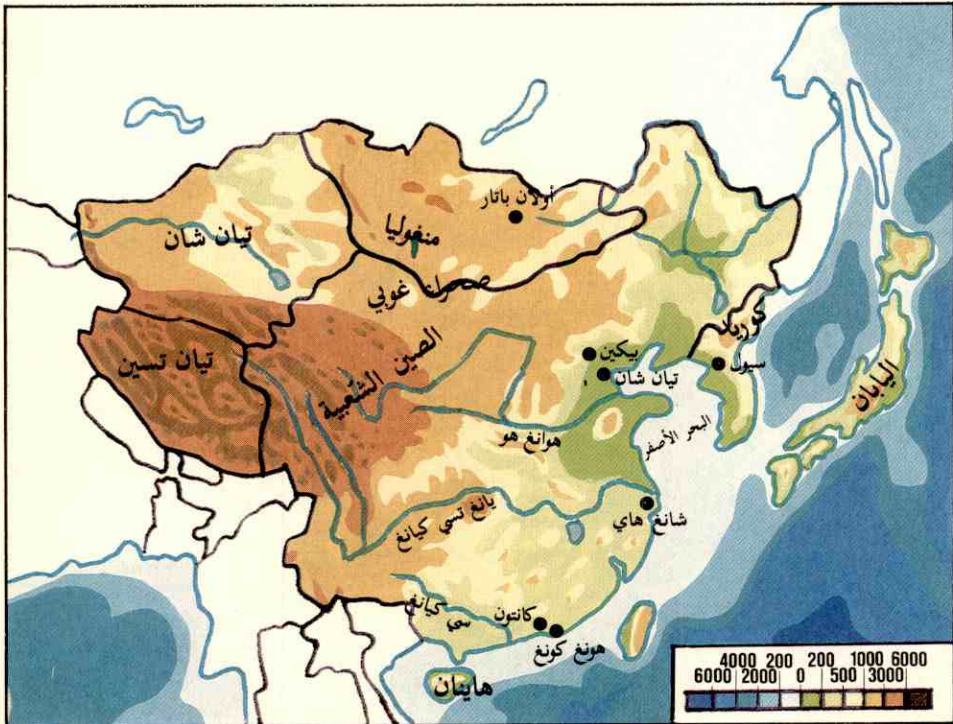 أولان باتار
منغوليا
تيان شان
صحراء غوبي
كوريا
الصين الشعبية
بيكين
سيول
تيان تسين
تيان شان
اليابان
البحر الأصفر
هوانغ هو
شانغ هاي
يانغ تسي كيانغ
سي كيانغ
كانتون
هونغ كونغ
هاينان
4000 200 200 1000 6000
6000 2000 0 500 3000